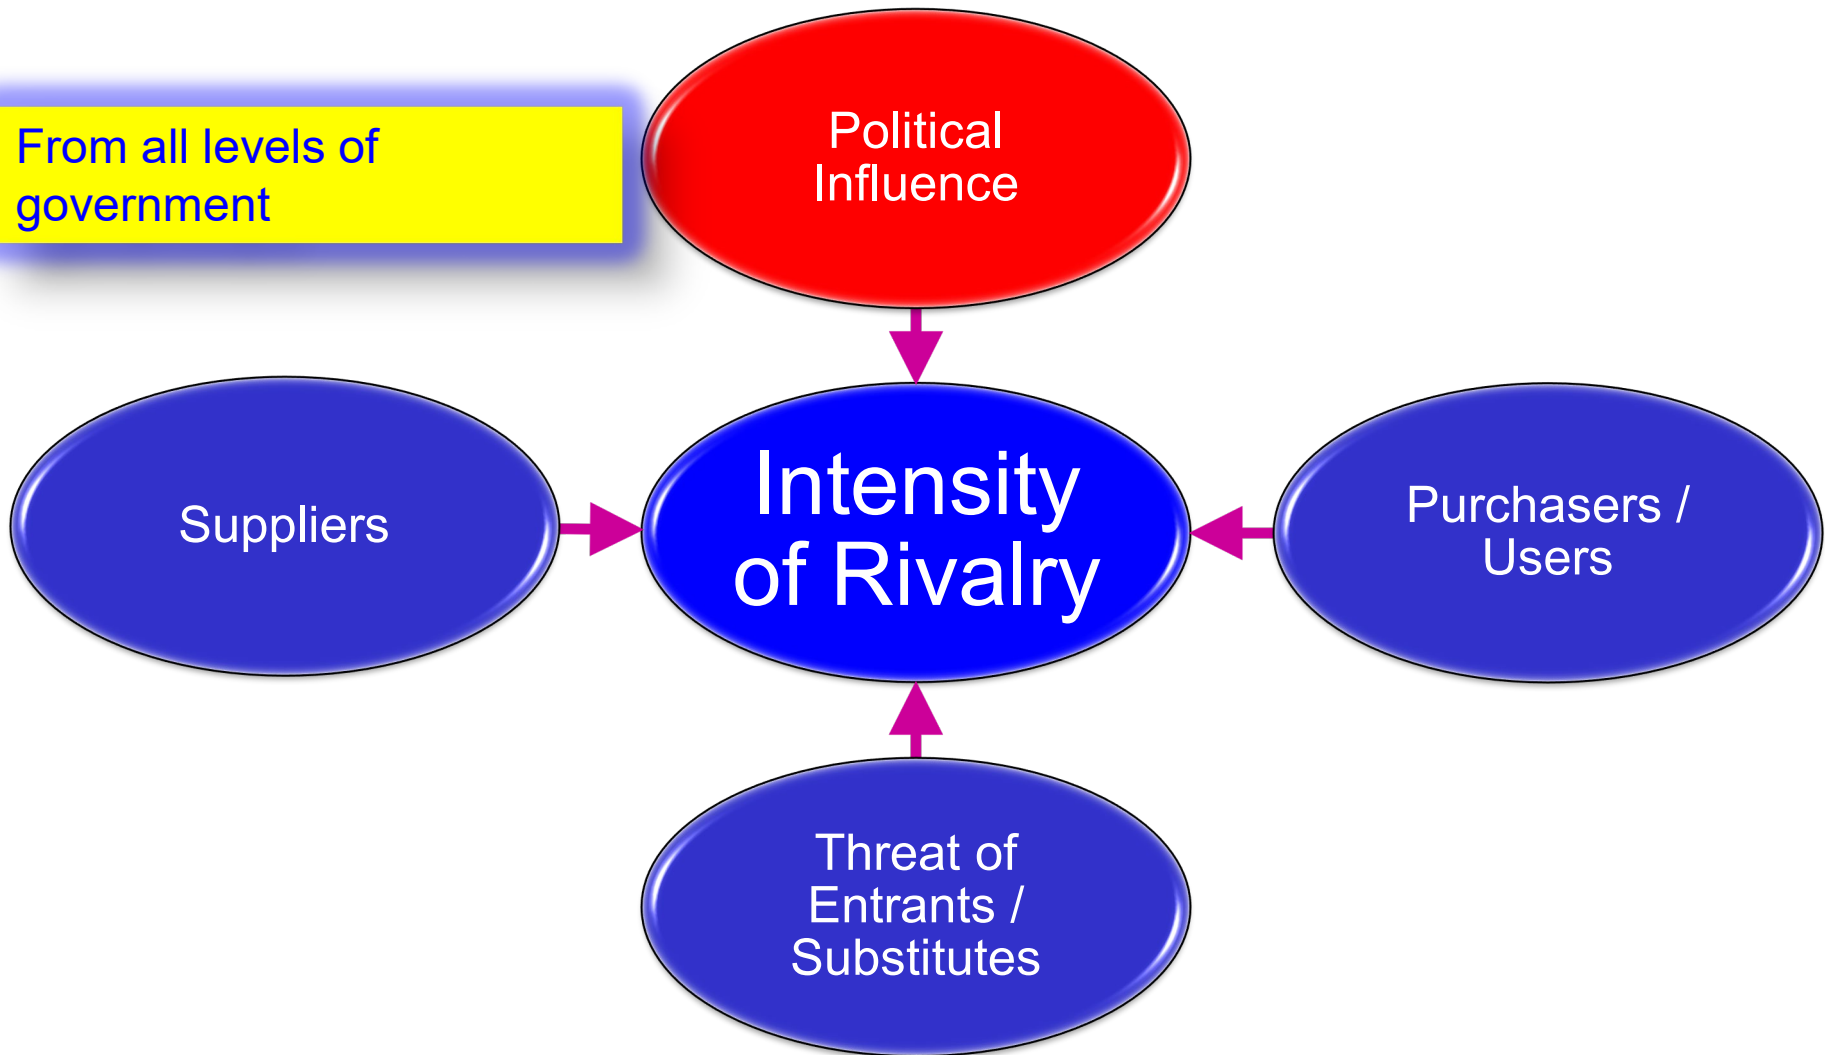 From all levels of
government
Political
Influence
Suppliers
Intensity
of Rivalry
Purchasers /
Users
Threat of
Entrants /
Substitutes